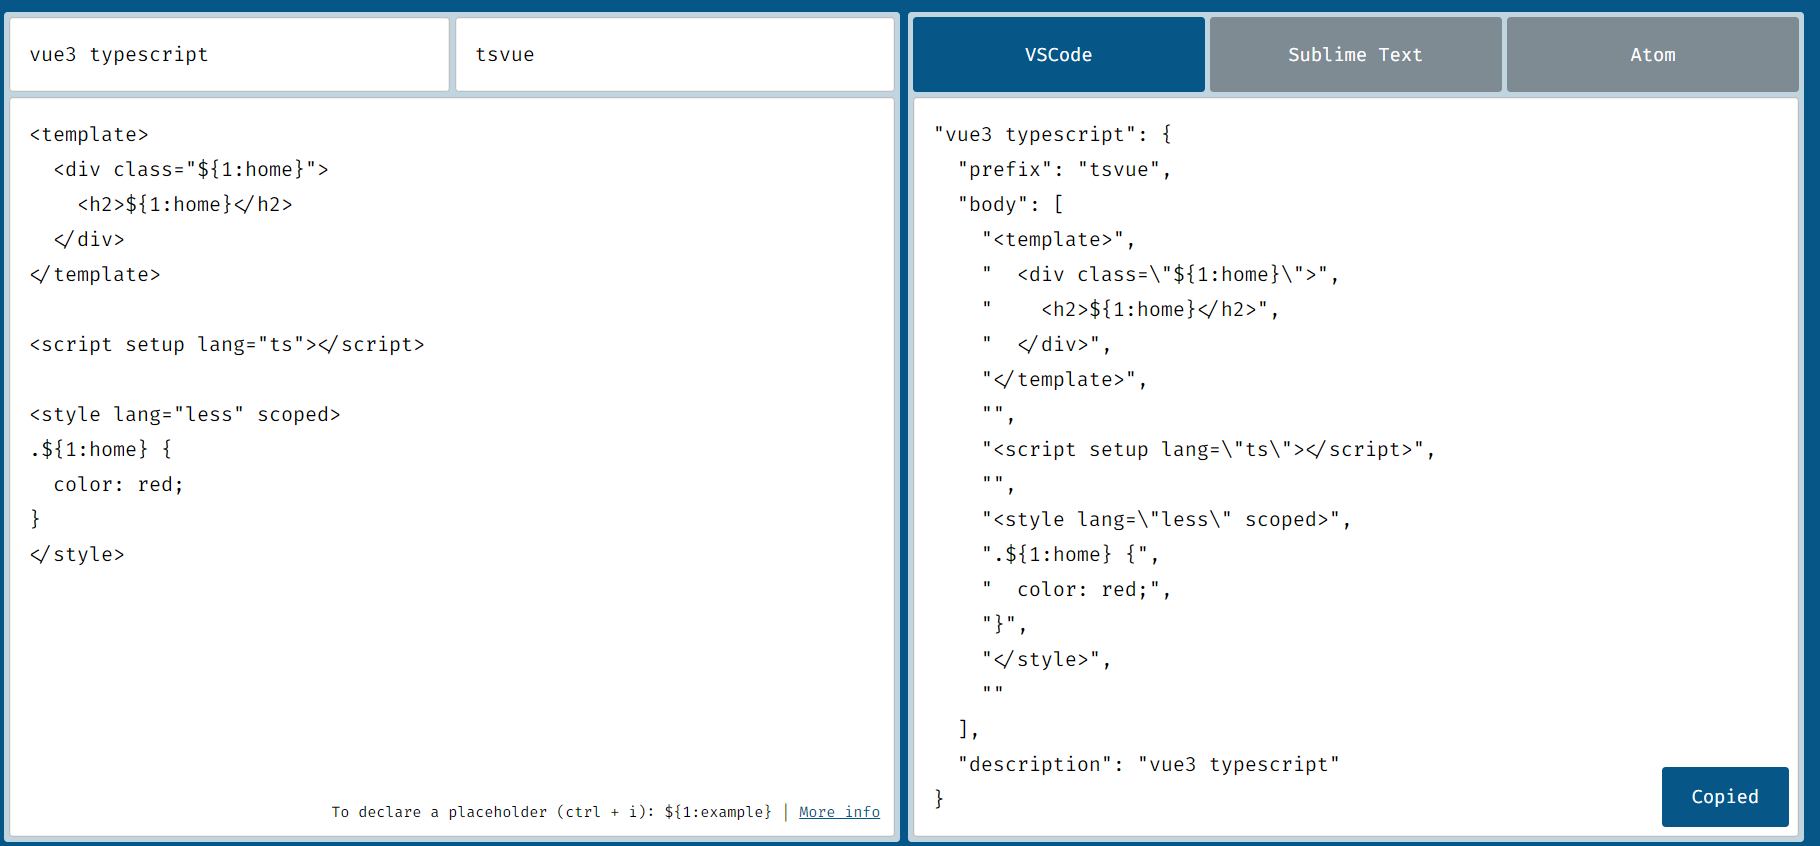 vue3 typescript
tsvue
<template>
  <div class="${1:home}">
    <h2>${1:home}</h2>
  </div>
</template>

<script setup lang="ts"></script>

<style lang="less" scoped>
.${1:home} {
  color: red;
}
</style>
To declare a placeholder (ctrl + i): ${1:example} | More info
VSCode
Sublime Text
Atom
"vue3 typescript": {
  "prefix": "tsvue",
  "body": [
    "<template>",
    "  <div class=\"${1:home}\">",
    "    <h2>${1:home}</h2>",
    "  </div>",
    "</template>",
    "",
    "<script setup lang=\"ts\"></script>",
    "",
    "<style lang=\"less\" scoped>",
    ".${1:home} {",
    "  color: red;",
    "}",
    "</style>",
    ""
  ],
  "description": "vue3 typescript"
}
Copied